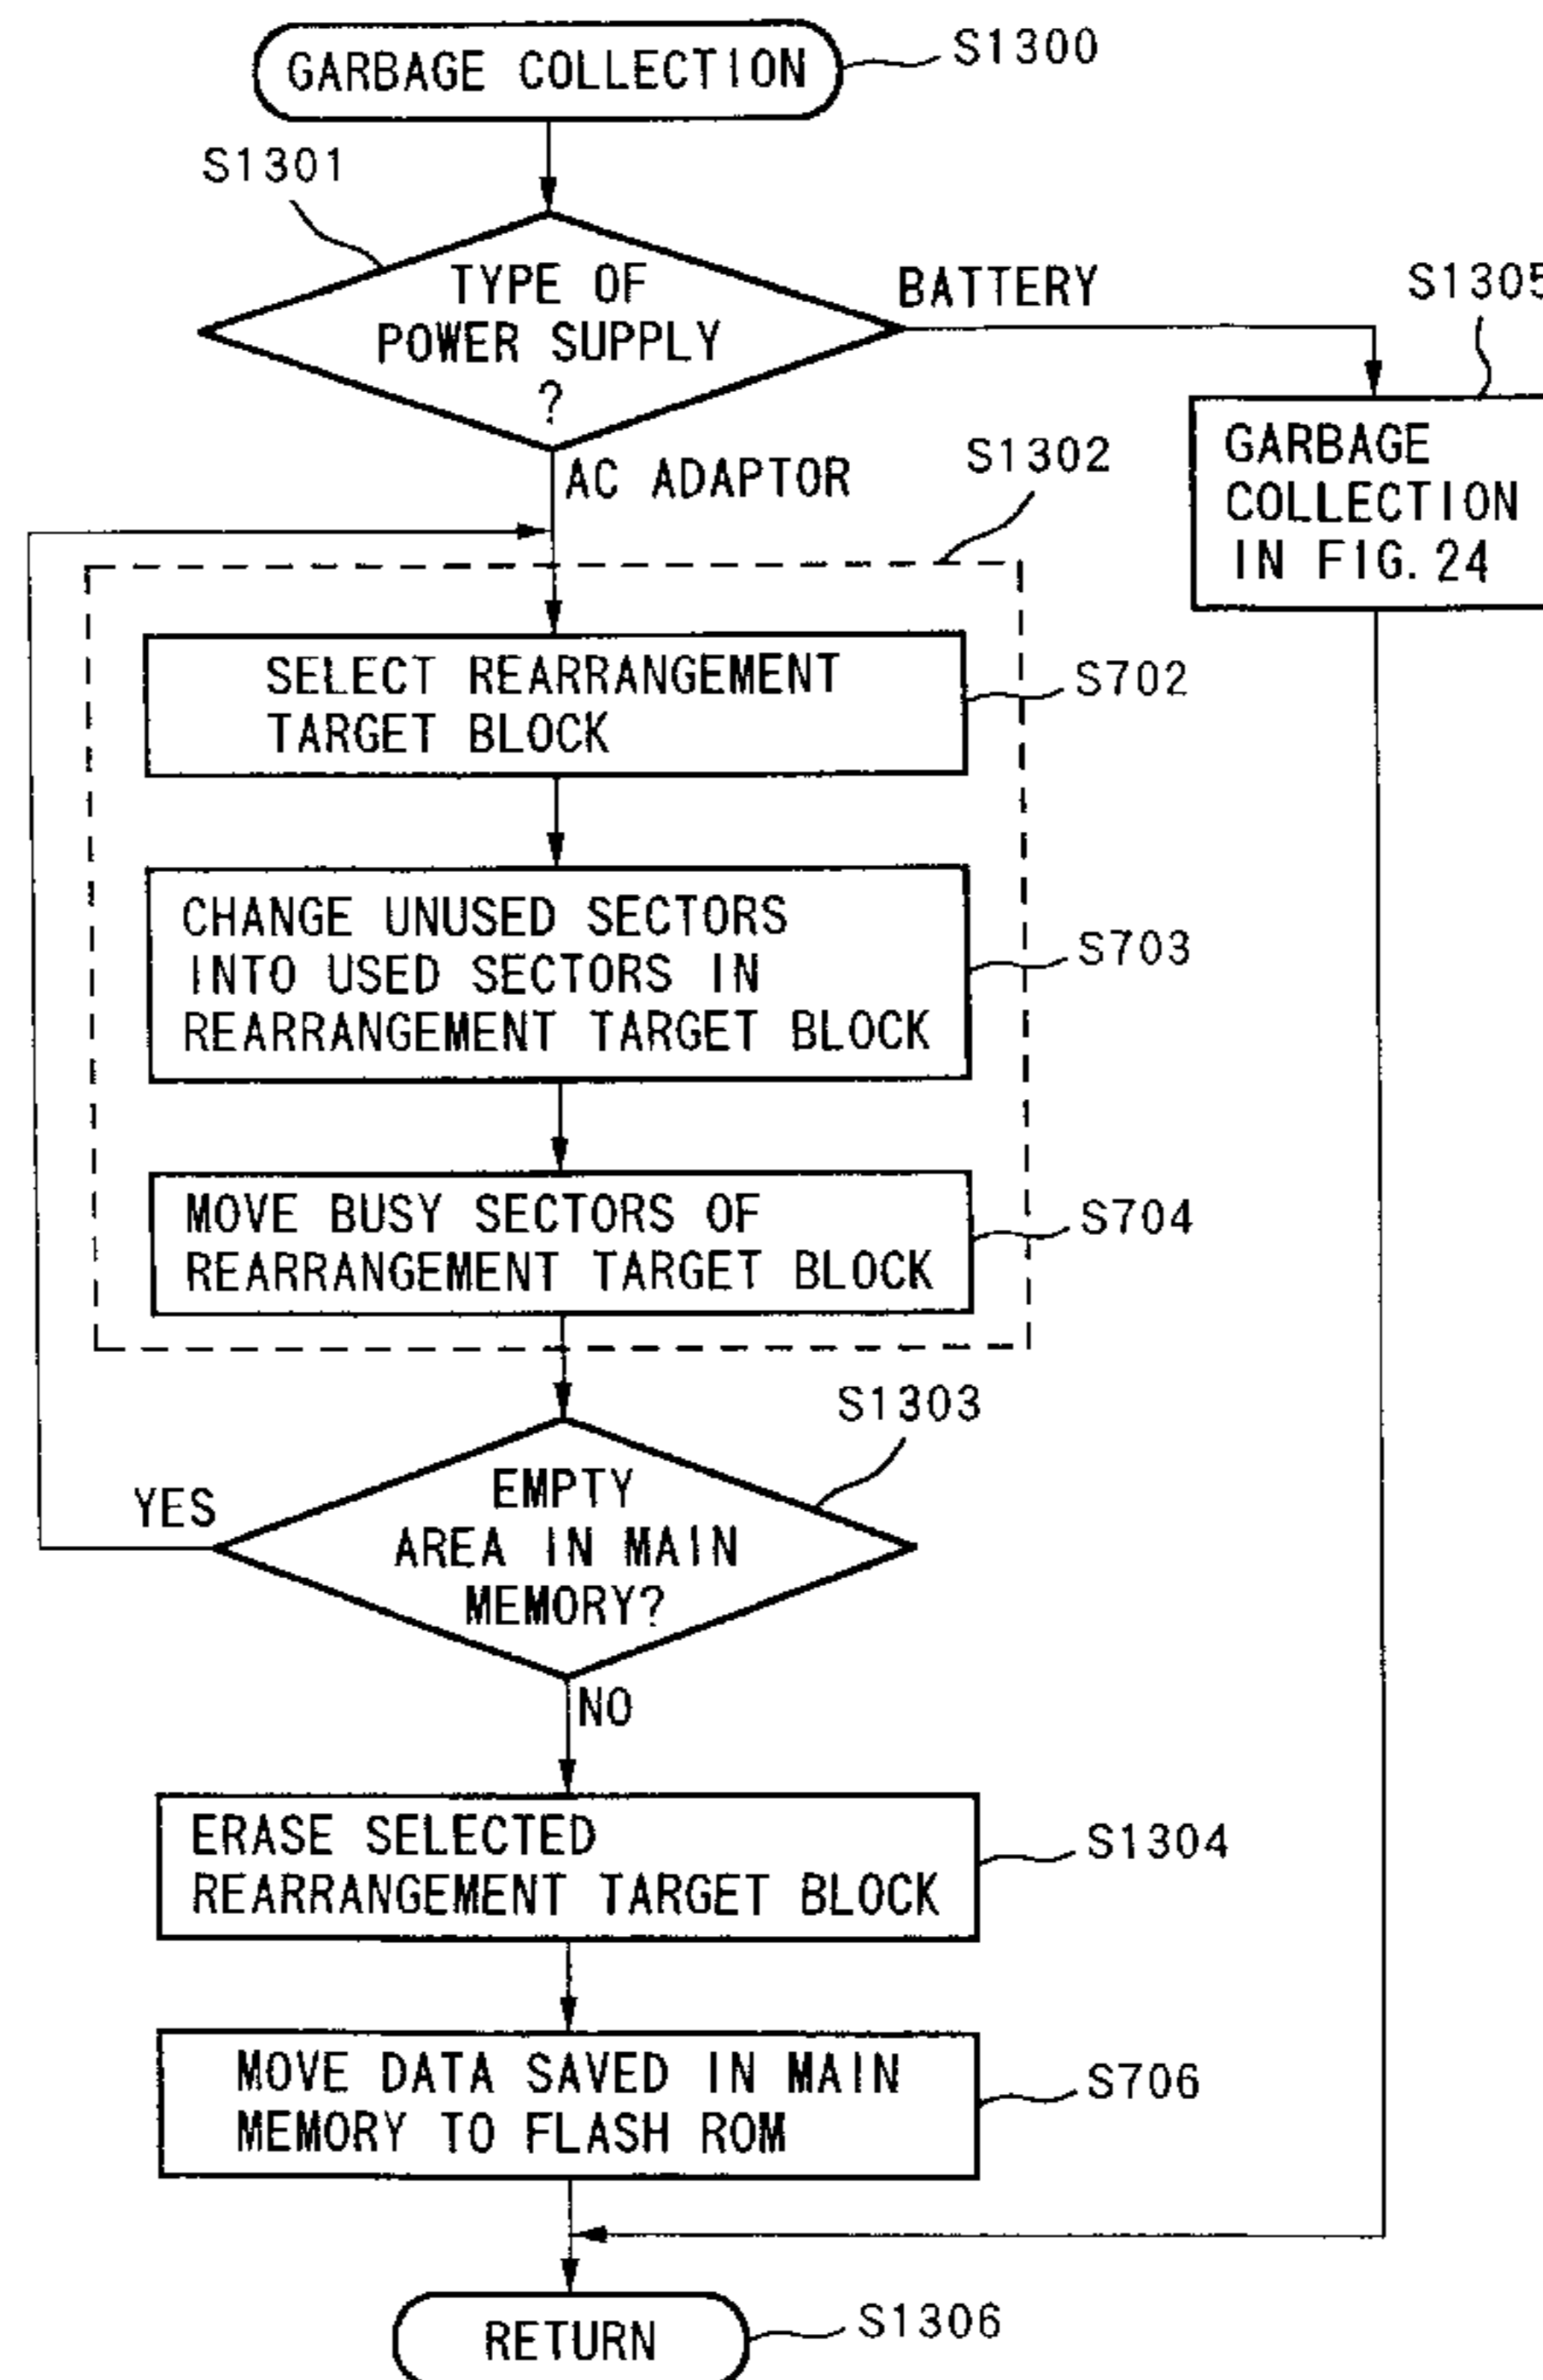 GARBAGE COLLECTION
S1300
S1301
TYPE OF
POWER SUPPLY
?
BATTERY
S1305
AC ADAPTOR
S1302
GARBAGE
COLLECTION
IN FIG. 24
SELECT REARRANGEMENT
TARGET BLOCK
S702
CHANGE UNUSED SECTORS
INTO USED SECTORS IN
REARRANGEMENT TARGET BLOCK
S703
MOVE BUSY SECTORS OF
REARRANGEMENT TARGET BLOCK
S704
S1303
YES
EMPTY
AREA IN MAIN
MEMORY?
NO
ERASE SELECTED
REARRANGEMENT TARGET BLOCK
S1304
MOVE DATA SAVED IN MAIN
MEMORY TO FLASH ROM
S706
RETURN
S1306